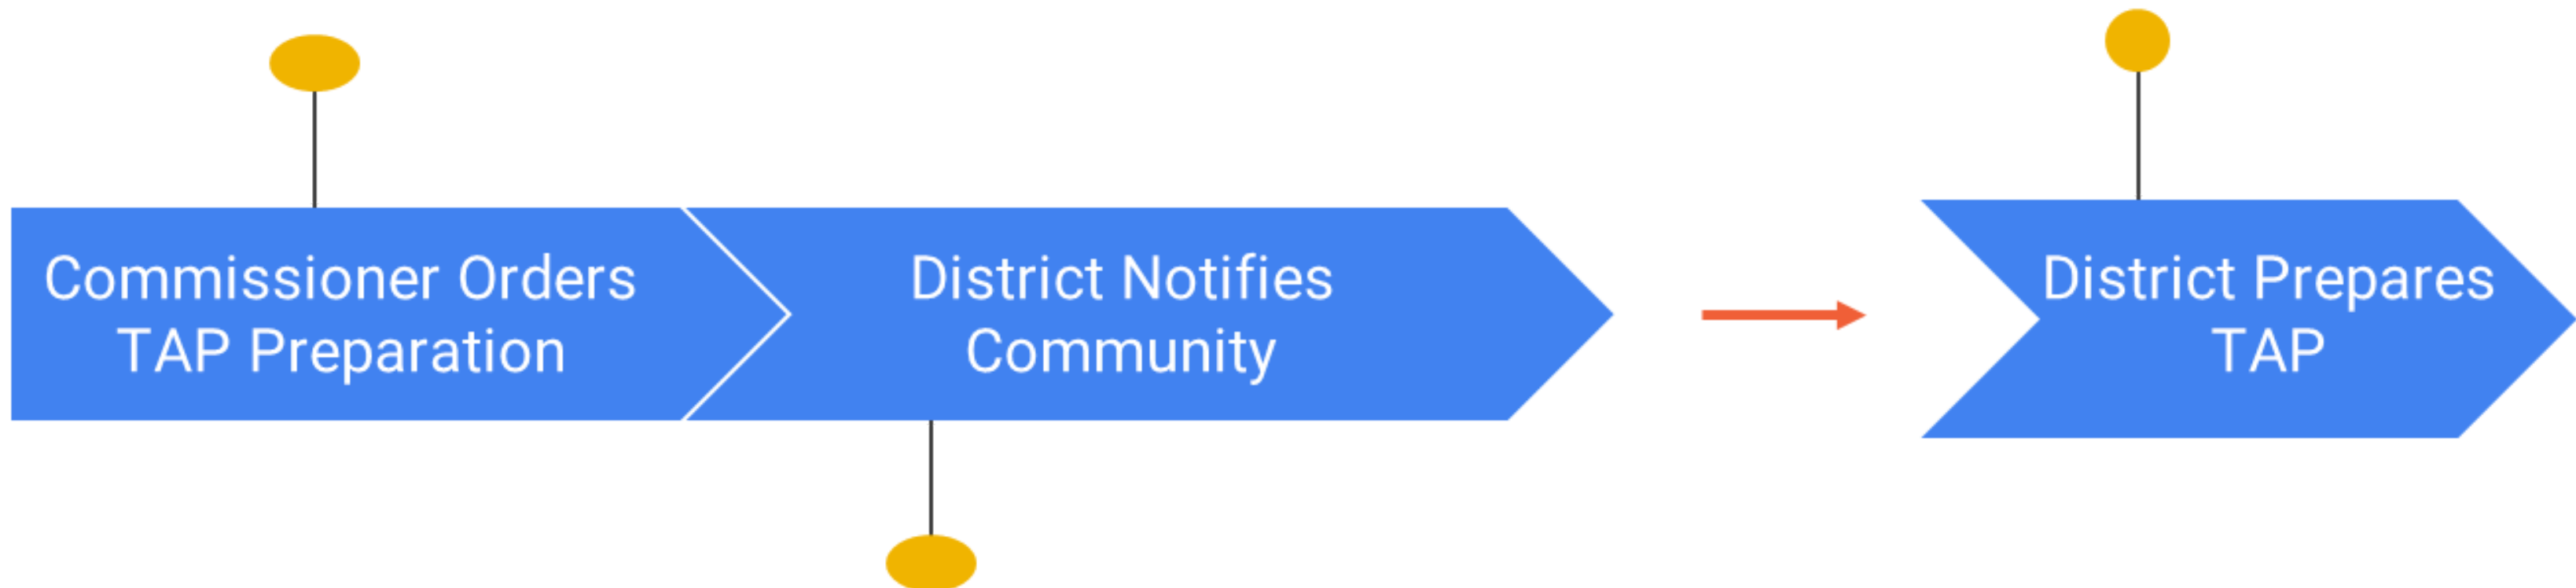 Commissioner Orders
TAP Preparation
District Notifies
Community
District Prepares
TAP